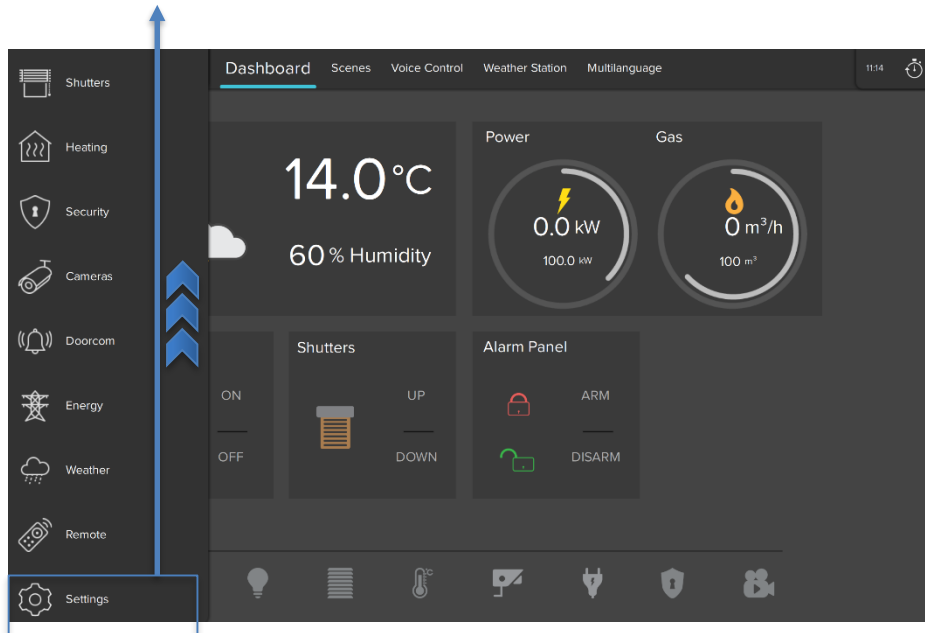 Shutters
Heating
Security
Cameras
Doorcom
Energy
Weather
Remote
Settings
Dashboard Scenes Voice Control Weather Station Multilanguage
11:14
14.0 °C
60 % Humidity
Power
0.0 kW
100.0 kW
Gas
0 m³/h
100 m³
ON
OFF
Shutters
UP
DOWN
Alarm Panel
ARM
DISARM
°C